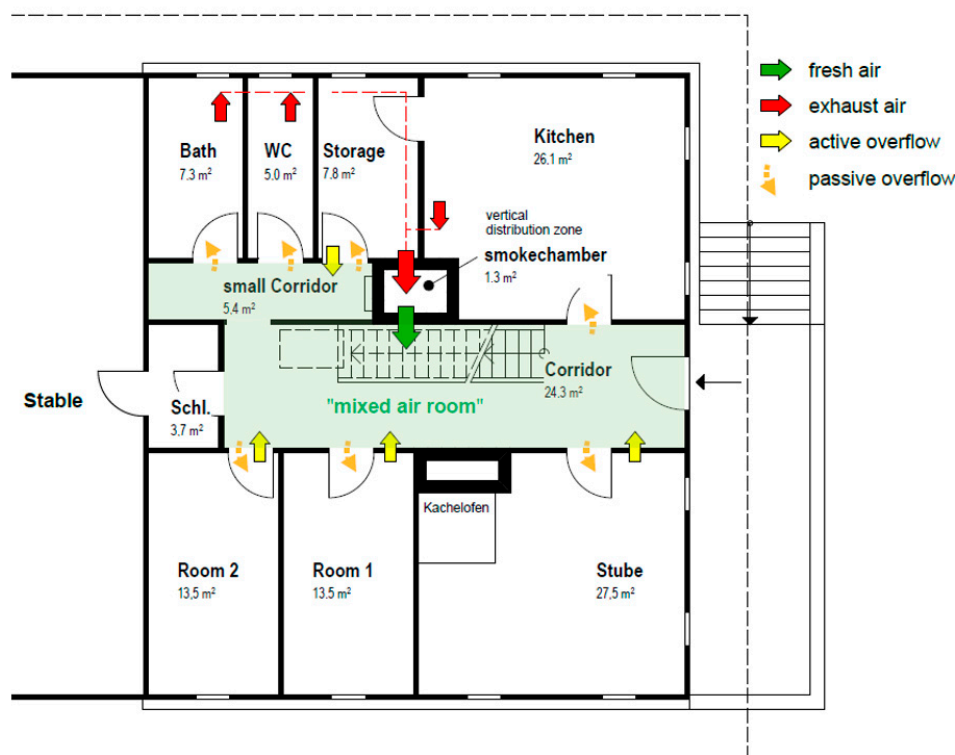 fresh air
exhaust air
active overflow
passive overflow
Bath
7.3 m²
WC
5.0 m²
Storage
7.8 m²
Kitchen
26.1 m²
vertical
distribution zone
smokechamber
1.3 m²
small Corridor
5,4 m²
Corridor
24.3 m²
"mixed air room"
Stable
Schl.
3,7 m²
Kachelofen
Room 2
13,5 m²
Room 1
13.5 m²
Stube
27,5 m²